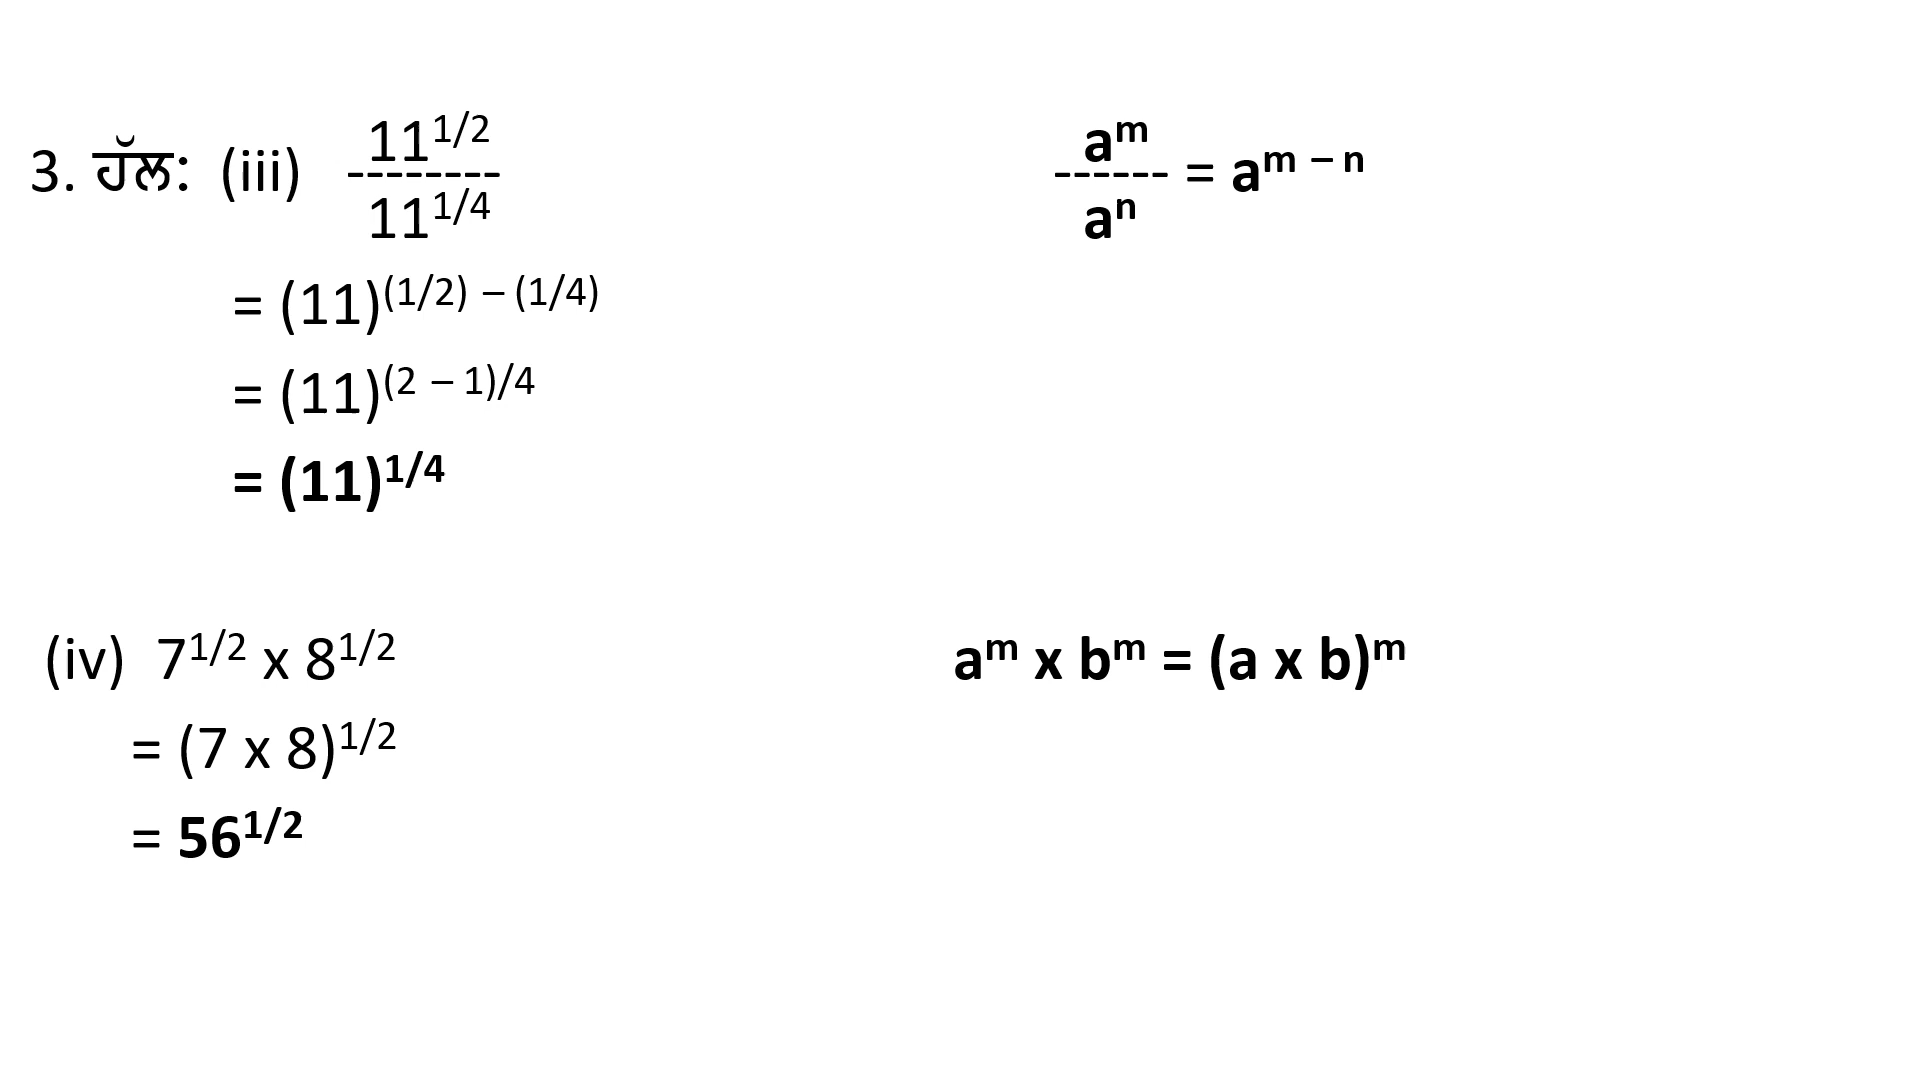 3. ਹੱਲ: (iii) 11^1/2 / 11^1/4
a^m / a^n = a^m – n
= (11)^(1/2) – (1/4)
= (11)^(2 – 1)/4
= (11)^1/4
(iv) 7^1/2 x 8^1/2
a^m x b^m = (a x b)^m
= (7 x 8)^1/2
= 56^1/2